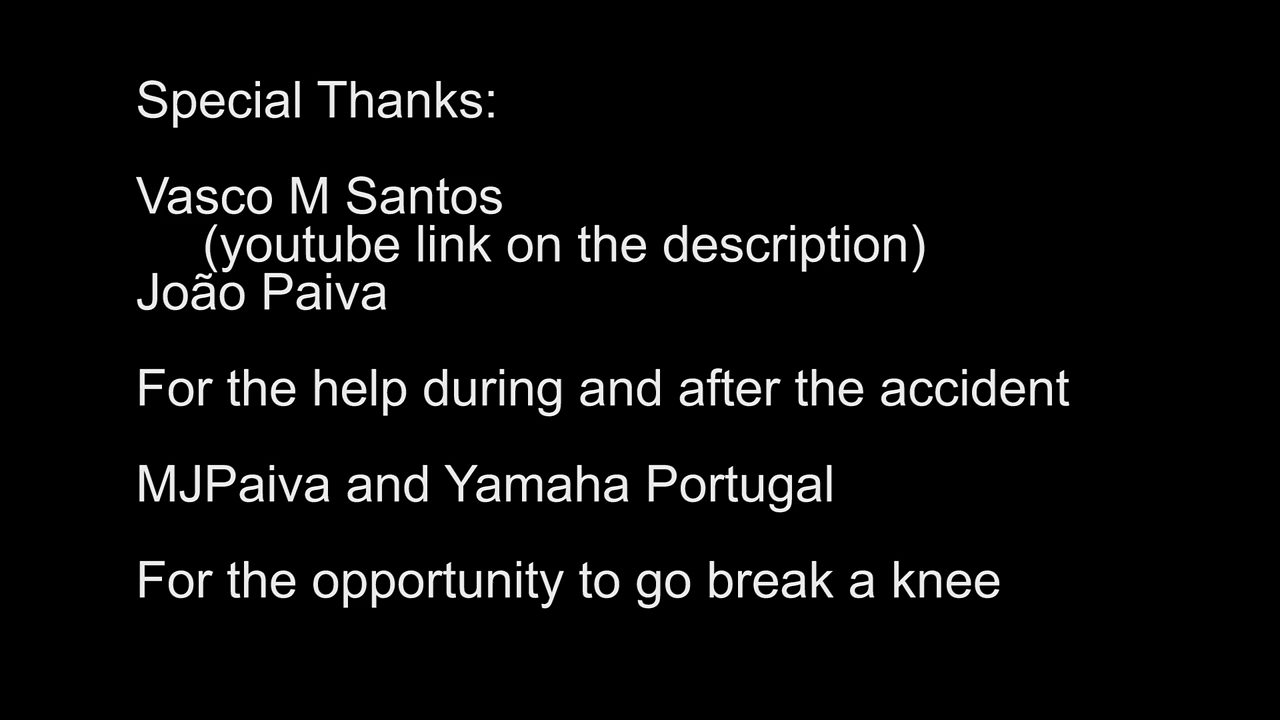 Special Thanks:
Vasco M Santos
(youtube link on the description)
João Paiva
For the help during and after the accident
MJPaiva and Yamaha Portugal
For the opportunity to go break a knee